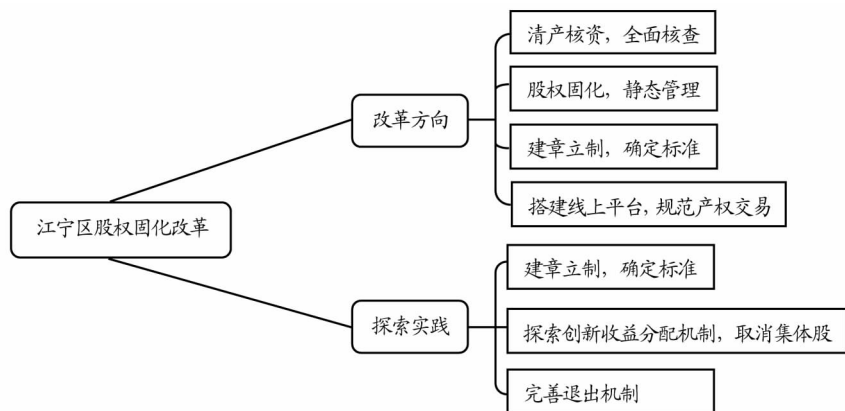 清产核资，全面核查
股权固化，静态管理
改革方向
建章立制，确定标准
搭建线上平台，规范产权交易
江宁区股权固化改革
建章立制，确定标准
探索实践
探索创新收益分配机制，取消集体股
完善退出机制